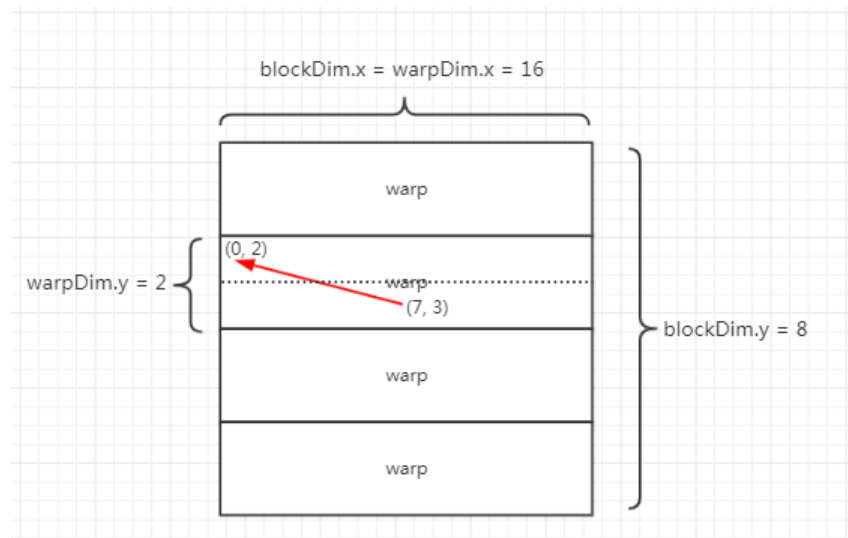 blockDim.x = warpDim.x = 16
warp
(0, 2)
warpDim.y = 2
warp
(7, 3)
blockDim.y = 8
warp
warp